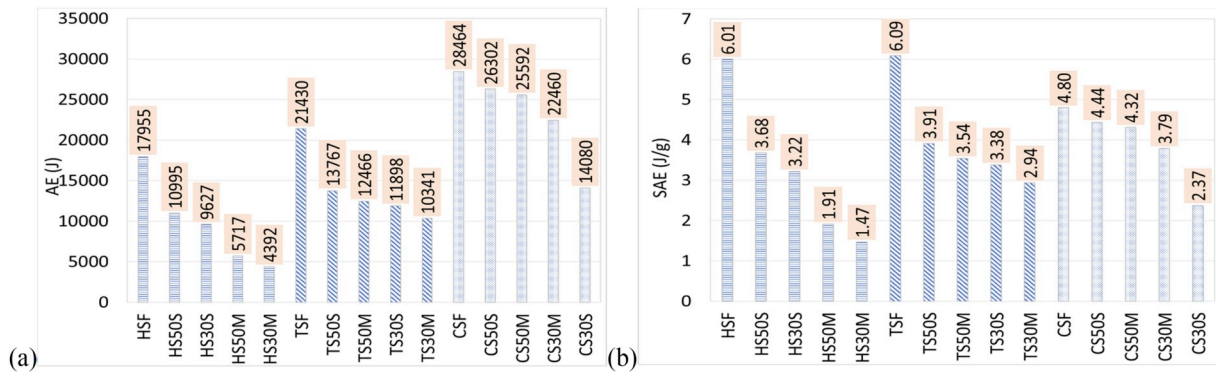 35000
30000
25000
20000
15000
10000
5000
0
AE (J)
17955
10995
9627
5717
4392
21430
13767
12466
11898
10341
28464
26302
25592
22460
14080
HSF
HS50S
HS30S
HS50M
HS30M
TSF
TS50S
TS50M
TS30S
TS30M
CSF
CS50S
CS50M
CS30M
CS30S
(a)
7
6
5
4
3
2
1
0
SAE (J/g)
6.01
3.68
3.22
1.91
1.47
6.09
3.91
3.54
3.38
2.94
4.80
4.44
4.32
3.79
2.37
HSF
HS50S
HS30S
HS50M
HS30M
TSF
TS50S
TS50M
TS30S
TS30M
CSF
CS50S
CS50M
CS30M
CS30S
(b)